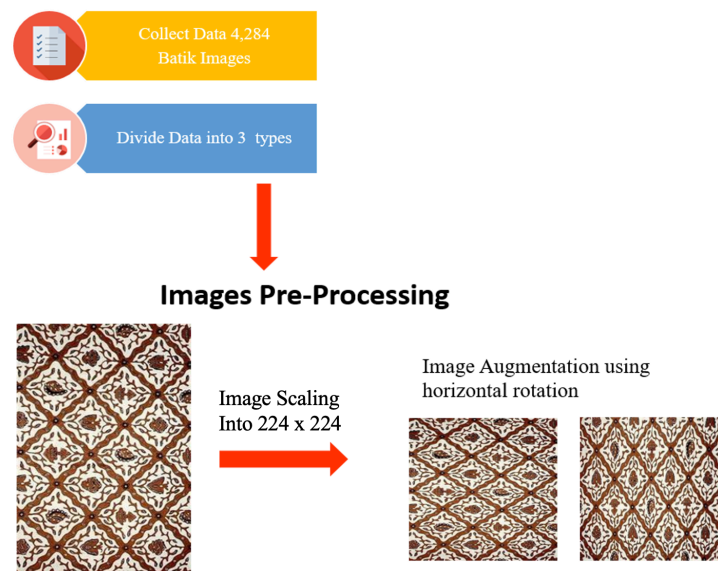 Collect Data 4,284
Batik Images
Divide Data into 3 types
Images Pre-Processing
Image Scaling
Into 224 x 224
Image Augmentation using
horizontal rotation